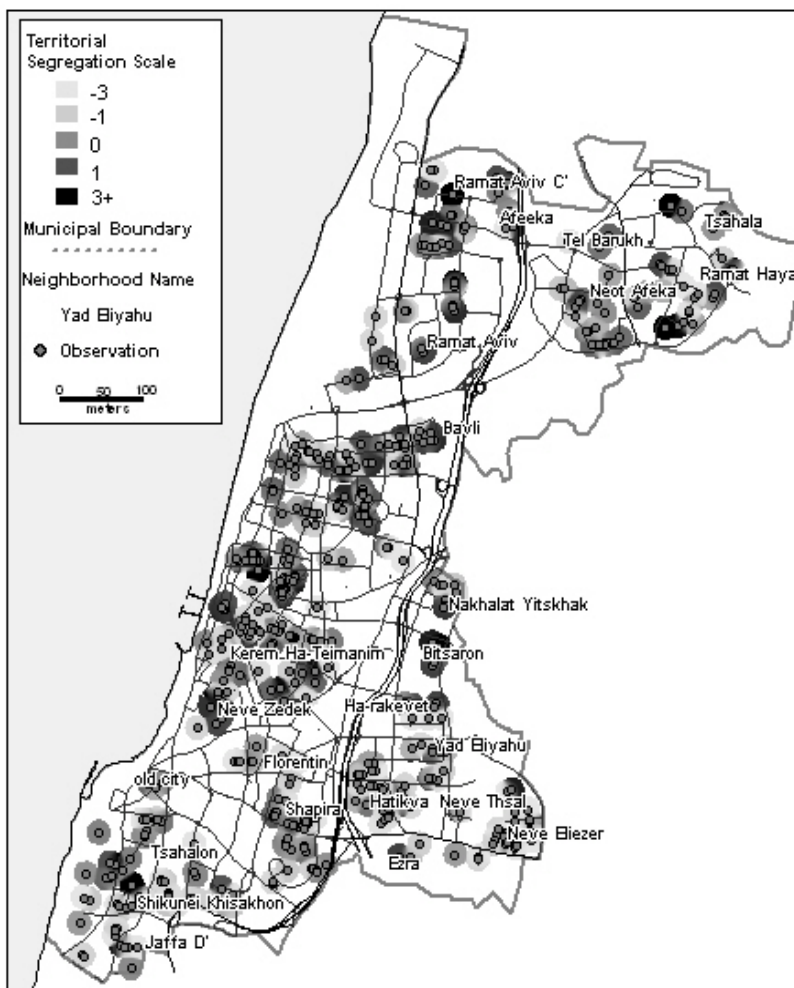 Territorial
Segregation Scale
-3
-1
0
1
3+
Municipal Boundary
Neighborhood Name
Yad Eliyahu
Observation
0 50 100
meters
Ramat Aviv C'
Afeeka
Tsahala
Tel Barukh
Ramat Haya
Neot Afeka
Ramat Aviv
Bavli
Nakhalat Yitskhak
Kerem Ha-Teimanim
Bitsaron
Neve Zedek
Ha-rakevet
Yad Eliyahu
Florentin
old city
Shapira
Hatikva
Neve Thsal
Neve Eliezer
Tsahalon
Ezra
Shikunei Khisakhon
Jaffa D'